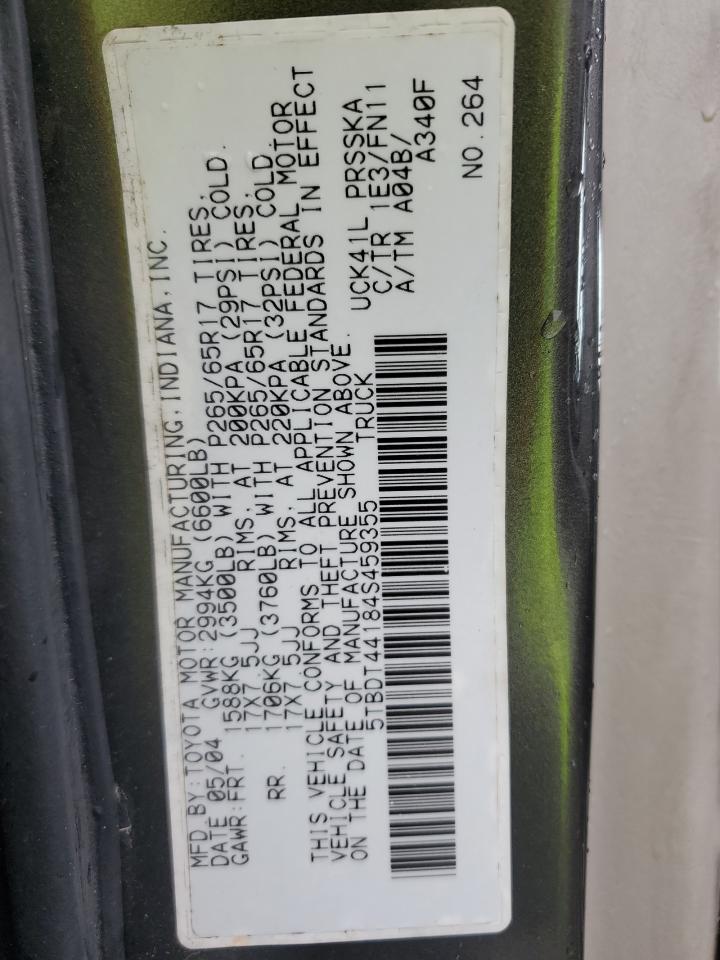 MFD BY:TOYOTA MOTOR MANUFACTURING,INDIANA,INC.
DATE 05/04 GVWR:2994KG (6600LB)
GAWR:FRT. 1588KG (3500LB) WITH P265/65R17 TIRES,
17X7.5JJ RIMS, AT 200KPA (29PSI) COLD.
RR. 1706KG (3760LB) WITH P265/65R17 TIRES,
17X7.5JJ RIMS, AT 220KPA (32PSI) COLD.
THIS VEHICLE CONFORMS TO ALL APPLICABLE FEDERAL MOTOR
VEHICLE SAFETY AND THEFT PREVENTION STANDARDS IN EFFECT
ON THE DATE OF MANUFACTURE SHOWN ABOVE.
5TBDT44184S459355 TRUCK
UCK41L PRSSKA
C/TR 1E3/FN11
A/TM A04B/
A340F
NO.264